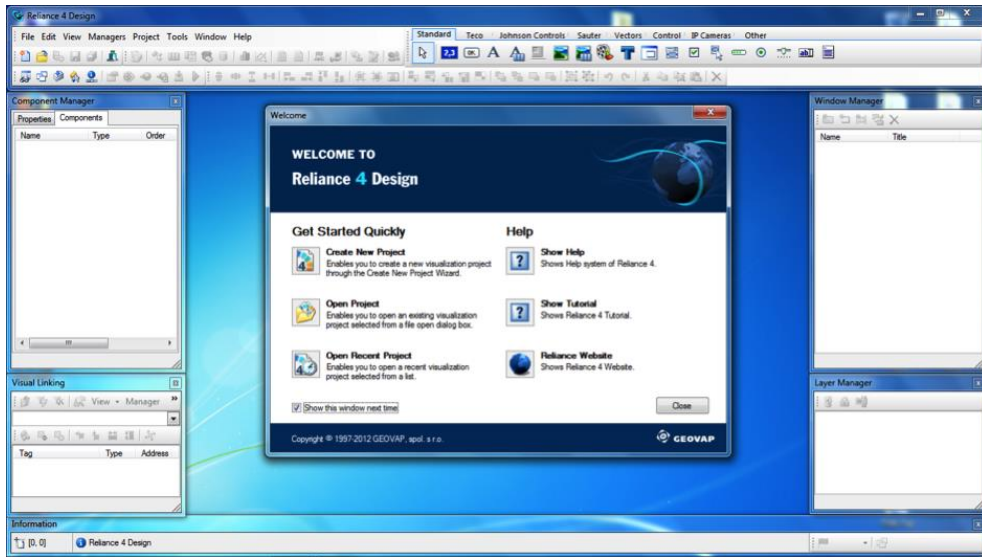 Reliance 4 Design
File Edit View Managers Project Tools Window Help
Standard Teco Johnson Controls Sauter Vectors Control IP Cameras Other
Component Manager
Properties Components
Name Type Order
Visual Linking
View Manager
Tag Type Address
Welcome
WELCOME TO
Reliance 4 Design
Get Started Quickly
Create New Project
Enables you to create a new visualization project
through the Create New Project Wizard.
Open Project
Enables you to open an existing visualization
project selected from a file open dialog box.
Open Recent Project
Enables you to open a recent visualization
project selected from a list.
Show this window next time
Help
Show Help
Shows Help system of Reliance 4.
Show Tutorial
Shows Reliance 4 Tutorial.
Reliance Website
Shows Reliance 4 Website.
Close
Copyright © 1997-2012 GEOVAP, spol. s r.o.
GEOVAP
Window Manager
Name Title
Layer Manager
Information
[0, 0] Reliance 4 Design